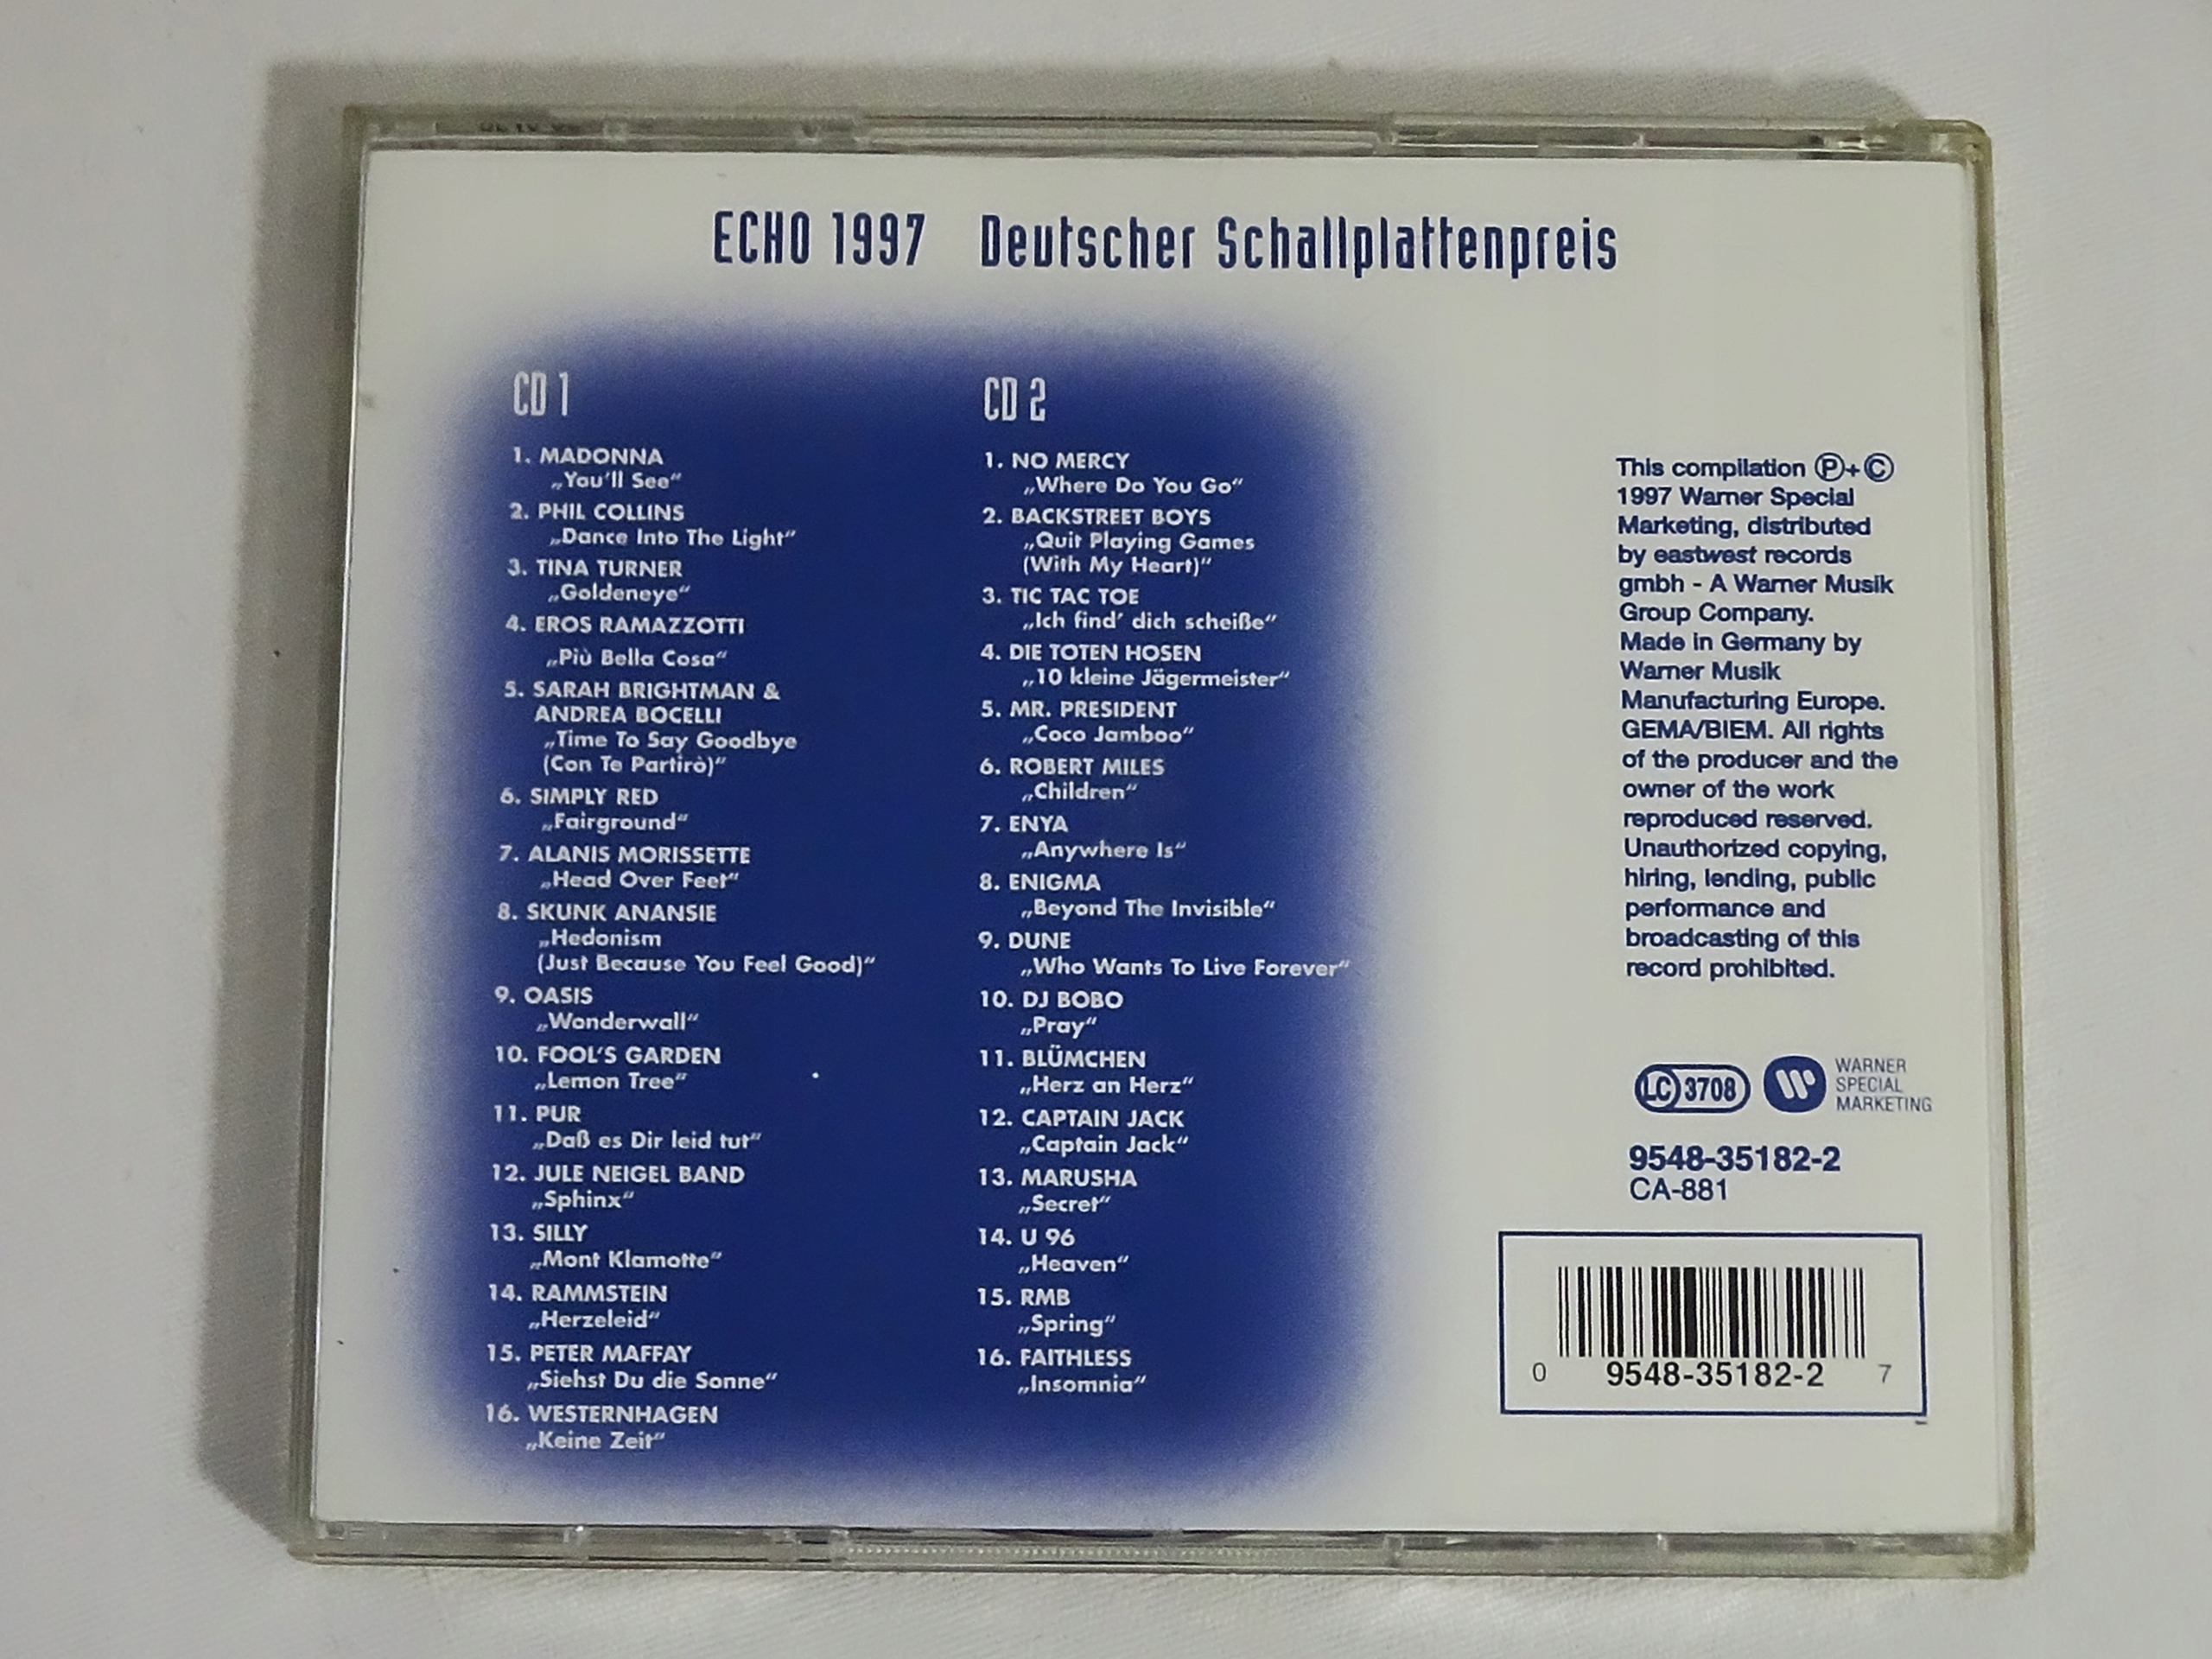 ECHO 1997 Deutscher Schallplattenpreis
CD 1
1. MADONNA
„You'll See“
2. PHIL COLLINS
„Dance Into The Light“
3. TINA TURNER
„Goldeneye“
4. EROS RAMAZZOTTI
„Più Bella Cosa“
5. SARAH BRIGHTMAN &
ANDREA BOCELLI
„Time To Say Goodbye
(Con Te Partirò)“
6. SIMPLY RED
„Fairground“
7. ALANIS MORISSETTE
„Head Over Feet“
8. SKUNK ANANSIE
„Hedonism
(Just Because You Feel Good)“
9. OASIS
„Wonderwall“
10. FOOL'S GARDEN
„Lemon Tree“
11. PUR
„Daß es Dir leid tut“
12. JULE NEIGEL BAND
„Sphinx“
13. SILLY
„Mont Klamotte“
14. RAMMSTEIN
„Herzeleid“
15. PETER MAFFAY
„Siehst Du die Sonne“
16. WESTERNHAGEN
„Keine Zeit“
CD 2
1. NO MERCY
„Where Do You Go“
2. BACKSTREET BOYS
„Quit Playing Games
(With My Heart)“
3. TIC TAC TOE
„Ich find' dich scheiße“
4. DIE TOTEN HOSEN
„10 kleine Jägermeister“
5. MR. PRESIDENT
„Coco Jamboo“
6. ROBERT MILES
„Children“
7. ENYA
„Anywhere Is“
8. ENIGMA
„Beyond The Invisible“
9. DUNE
„Who Wants To Live Forever“
10. DJ BOBO
„Pray“
11. BLÜMCHEN
„Herz an Herz“
12. CAPTAIN JACK
„Captain Jack“
13. MARUSHA
„Secret“
14. U 96
„Heaven“
15. RMB
„Spring“
16. FAITHLESS
„Insomnia“
This compilation Ⓟ+Ⓒ
1997 Warner Special
Marketing, distributed
by eastwest records
gmbh - A Warner Musik
Group Company.
Made in Germany by
Warner Musik
Manufacturing Europe.
GEMA/BIEM. All rights
of the producer and the
owner of the work
reproduced reserved.
Unauthorized copying,
hiring, lending, public
performance and
broadcasting of this
record prohibited.
LC 3708
WARNER
SPECIAL
MARKETING
9548-35182-2
CA-881
0 9548-35182-2 7